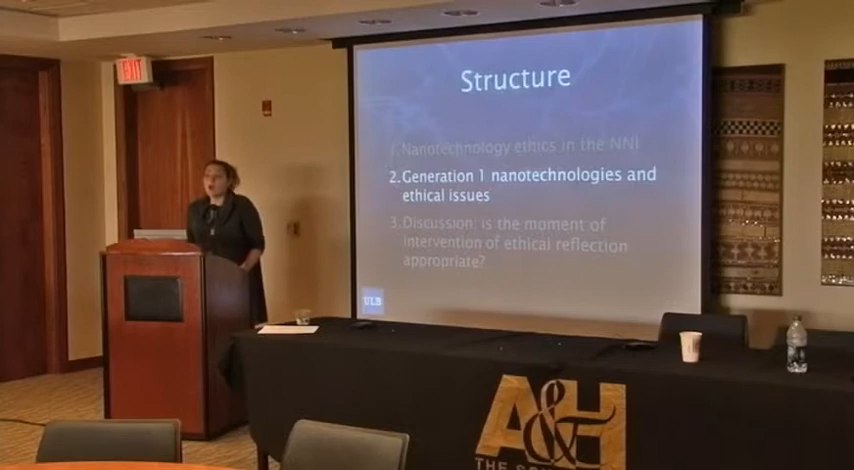 EXIT
Structure
1. Nanotechnology ethics in the NNI
2. Generation 1 nanotechnologies and
ethical issues
3. Discussion: is the moment of
intervention of ethical reflection
appropriate?
ULB
A&H
THE